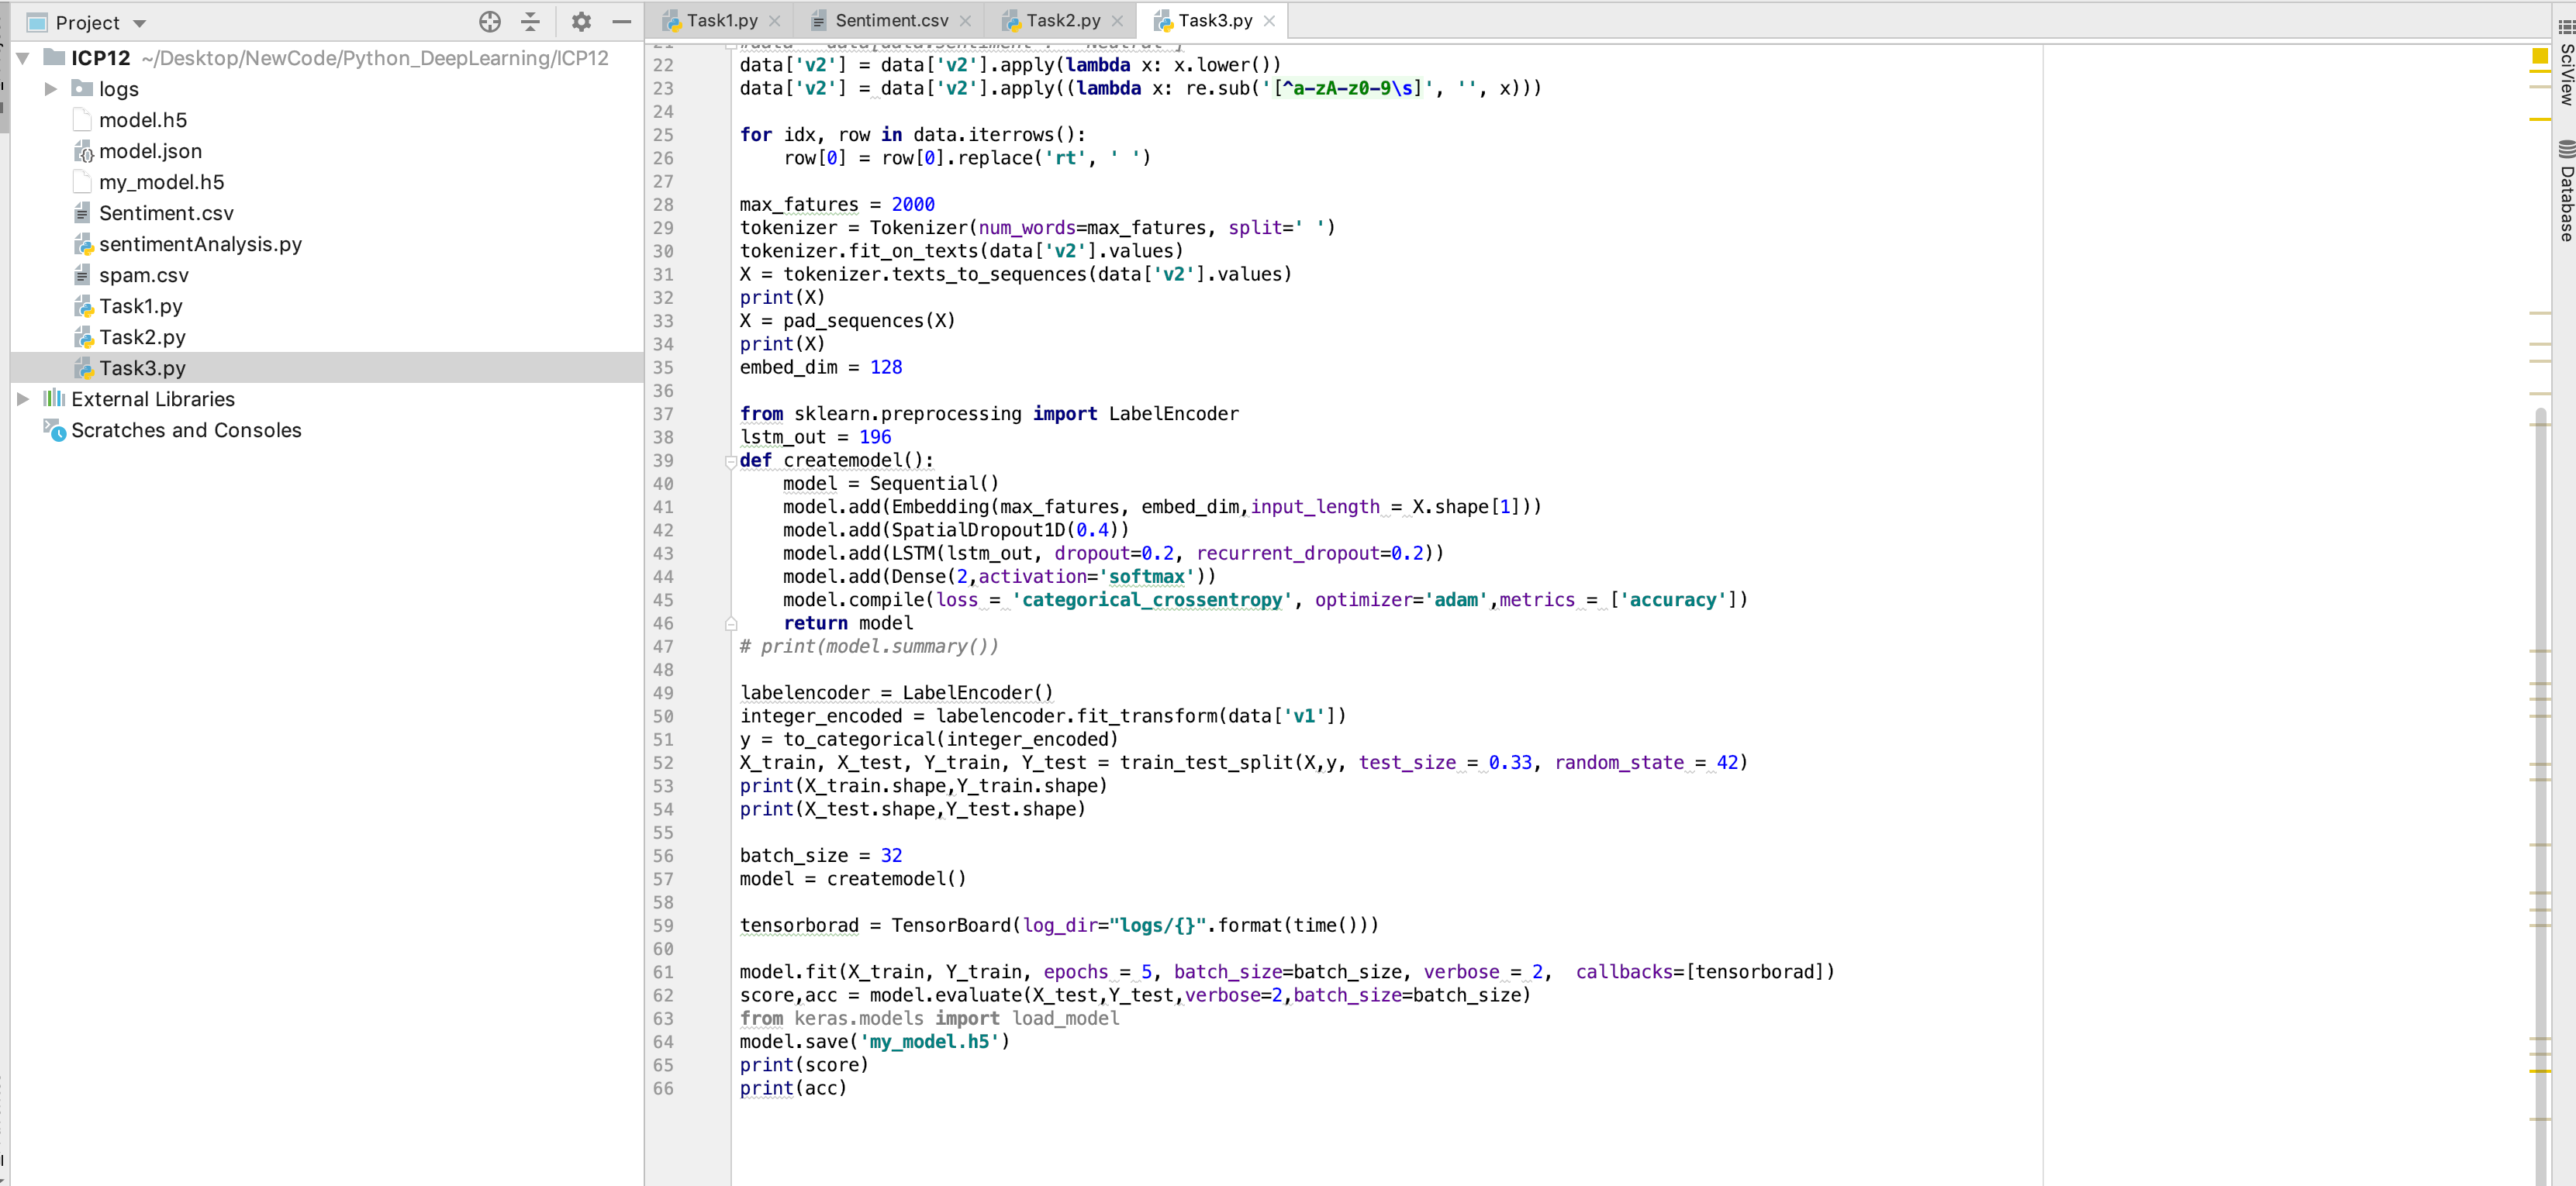 Project
ICP12 ~/Desktop/NewCode/Python_DeepLearning/ICP12
logs
model.h5
model.json
my_model.h5
Sentiment.csv
sentimentAnalysis.py
spam.csv
Task1.py
Task2.py
Task3.py
External Libraries
Scratches and Consoles
Task1.py
Sentiment.csv
Task2.py
Task3.py
22 data['v2'] = data['v2'].apply(lambda x: x.lower())
23 data['v2'] = data['v2'].apply((lambda x: re.sub('[^a-zA-z0-9\s]', '', x)))
24
25 for idx, row in data.iterrows():
26     row[0] = row[0].replace('rt', ' ')
27
28 max_fatures = 2000
29 tokenizer = Tokenizer(num_words=max_fatures, split=' ')
30 tokenizer.fit_on_texts(data['v2'].values)
31 X = tokenizer.texts_to_sequences(data['v2'].values)
32 print(X)
33 X = pad_sequences(X)
34 print(X)
35 embed_dim = 128
36
37 from sklearn.preprocessing import LabelEncoder
38 lstm_out = 196
39 def createmodel():
40     model = Sequential()
41     model.add(Embedding(max_fatures, embed_dim,input_length = X.shape[1]))
42     model.add(SpatialDropout1D(0.4))
43     model.add(LSTM(lstm_out, dropout=0.2, recurrent_dropout=0.2))
44     model.add(Dense(2,activation='softmax'))
45     model.compile(loss = 'categorical_crossentropy', optimizer='adam',metrics = ['accuracy'])
46     return model
47 # print(model.summary())
48
49 labelencoder = LabelEncoder()
50 integer_encoded = labelencoder.fit_transform(data['v1'])
51 y = to_categorical(integer_encoded)
52 X_train, X_test, Y_train, Y_test = train_test_split(X,y, test_size = 0.33, random_state = 42)
53 print(X_train.shape,Y_train.shape)
54 print(X_test.shape,Y_test.shape)
55
56 batch_size = 32
57 model = createmodel()
58
59 tensorborad = TensorBoard(log_dir="logs/{}".format(time()))
60
61 model.fit(X_train, Y_train, epochs = 5, batch_size=batch_size, verbose = 2,  callbacks=[tensorborad])
62 score,acc = model.evaluate(X_test,Y_test,verbose=2,batch_size=batch_size)
63 from keras.models import load_model
64 model.save('my_model.h5')
65 print(score)
66 print(acc)
SciView
Database